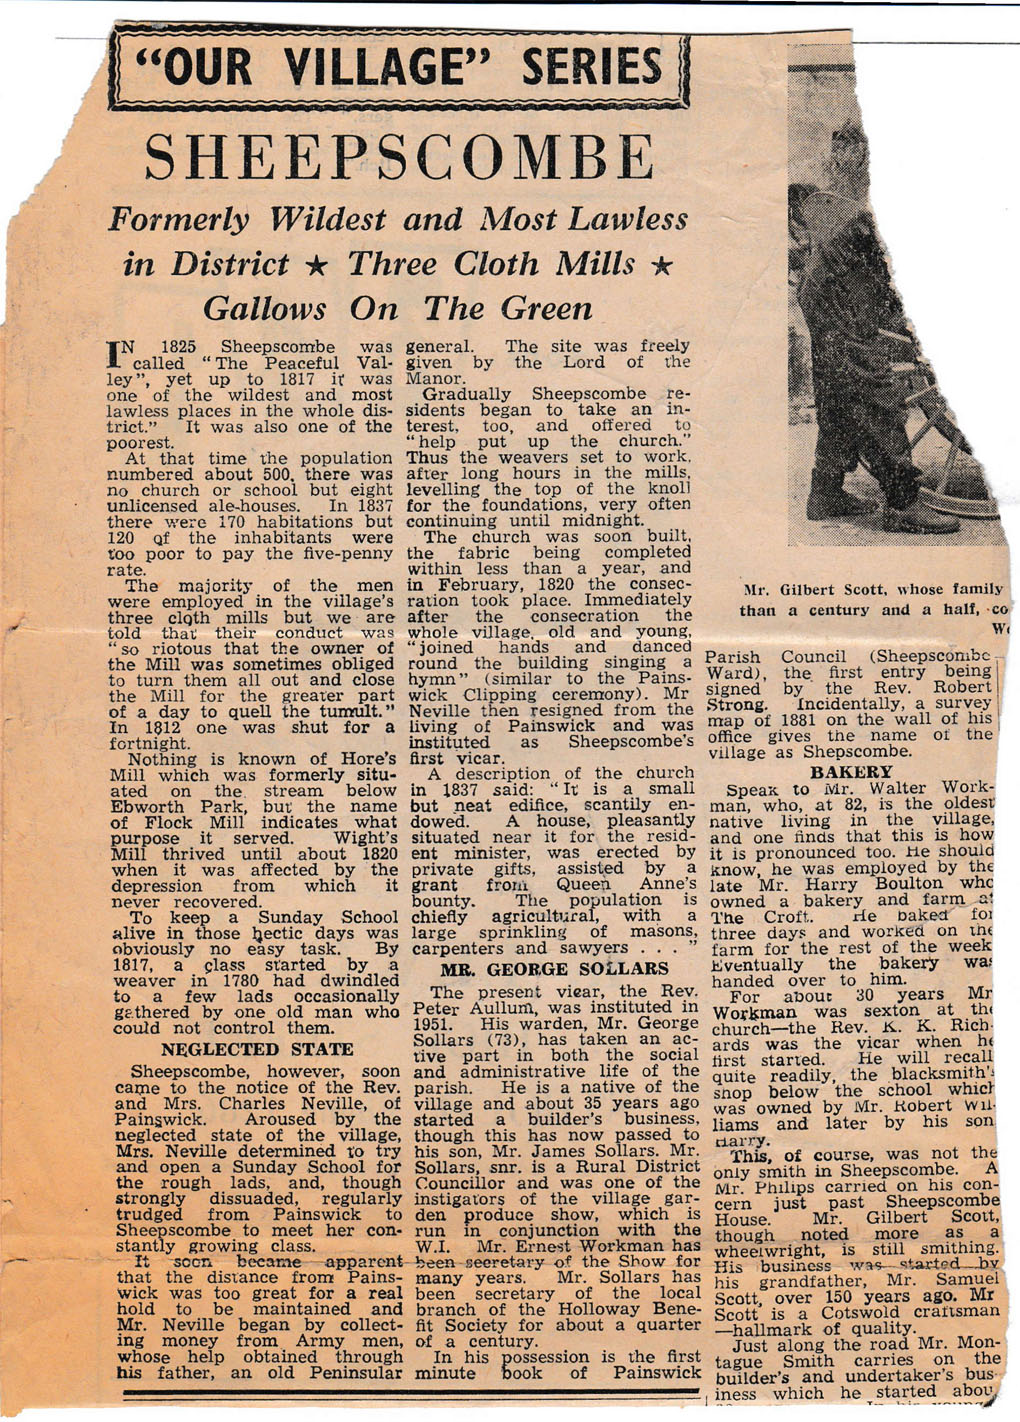 "OUR VILLAGE" SERIES
SHEEPSCOMBE
Formerly Wildest and Most Lawless
in District ★ Three Cloth Mills ★
Gallows On The Green
IN 1825 Sheepscombe was
called "The Peaceful Val-
ley", yet up to 1817 it was
one of the wildest and most
lawless places in the whole dis-
trict." It was also one of the
poorest.
At that time the population
numbered about 500, there was
no church or school but eight
unlicensed ale-houses. In 1837
there were 170 habitations but
120 of the inhabitants were
too poor to pay the five-penny
rate.
The majority of the men
were employed in the village's
three cloth mills but we are
told that their conduct was
"so riotous that the owner of
the Mill was sometimes obliged
to turn them all out and close
the Mill for the greater part
of a day to quell the tumult."
In 1812 one was shut for a
fortnight.
Nothing is known of Hore's
Mill which was formerly situ-
ated on the stream below
Ebworth Park, but the name
of Flock Mill indicates what
purpose it served. Wight's
Mill thrived until about 1820
when it was affected by the
depression from which it
never recovered.
To keep a Sunday School
alive in those hectic days was
obviously no easy task. By
1817, a class started by a
weaver in 1780 had dwindled
to a few lads occasionally
gathered by one old man who
could not control them.
NEGLECTED STATE
Sheepscombe, however, soon
came to the notice of the Rev.
and Mrs. Charles Neville, of
Painswick. Aroused by the
neglected state of the village,
Mrs. Neville determined to try
and open a Sunday School for
the rough lads, and, though
strongly dissuaded, regularly
trudged from Painswick to
Sheepscombe to meet her con-
stantly growing class.
It soon became apparent
that the distance from Pains-
wick was too great for a real
hold to be maintained and
Mr. Neville began by collect-
ing money from Army men,
whose help obtained through
his father, an old Peninsular
general. The site was freely
given by the Lord of the
Manor.
Gradually Sheepscombe re-
sidents began to take an in-
terest, too, and offered to
"help put up the church."
Thus the weavers set to work,
after long hours in the mills,
levelling the top of the knoll
for the foundations, very often
continuing until midnight.
The church was soon built,
the fabric being completed
within less than a year, and
in February, 1820 the consec-
ration took place. Immediately
after the consecration the
whole village, old and young,
"joined hands and danced
round the building singing a
hymn" (similar to the Pains-
wick Clipping ceremony). Mr
Neville then resigned from the
living of Painswick and was
instituted as Sheepscombe's
first vicar.
A description of the church
in 1837 said: "It is a small
but neat edifice, scantily en-
dowed. A house, pleasantly
situated near it for the resid-
ent minister, was erected by
private gifts, assisted by a
grant from Queen Anne's
bounty. The population is
chiefly agricultural, with a
large sprinkling of masons,
carpenters and sawyers . . ."
MR. GEORGE SOLLARS
The present vicar, the Rev.
Peter Aullum, was instituted in
1951. His warden, Mr. George
Sollars (73), has taken an ac-
tive part in both the social
and administrative life of the
parish. He is a native of the
village and about 35 years ago
started a builder's business,
though this has now passed to
his son, Mr. James Sollars. Mr.
Sollars, snr. is a Rural District
Councillor and was one of the
instigators of the village gar-
den produce show, which is
run in conjunction with the
W.I. Mr. Ernest Workman has
been secretary of the Show for
many years. Mr. Sollars has
been secretary of the local
branch of the Holloway Bene-
fit Society for about a quarter
of a century.
In his possession is the first
minute book of Painswick
Mr. Gilbert Scott, whose family
than a century and a half, co
We
Parish Council (Sheepscombe
Ward), the first entry being
signed by the Rev. Robert
Strong. Incidentally, a survey
map of 1881 on the wall of his
office gives the name of the
village as Shepscombe.
BAKERY
Speak to Mr. Walter Work-
man, who, at 82, is the oldest
native living in the village,
and one finds that this is how
it is pronounced too. He should
know, he was employed by the
late Mr. Harry Boulton who
owned a bakery and farm at
The Croft. He baked for
three days and worked on the
farm for the rest of the week
Eventually the bakery was
handed over to him.
For about 30 years Mr
Workman was sexton at the
church—the Rev. K. K. Rich-
ards was the vicar when he
first started. He will recall
quite readily, the blacksmith's
shop below the school which
was owned by Mr. Robert Wil-
liams and later by his son
Harry.
This, of course, was not the
only smith in Sheepscombe. A
Mr. Philips carried on his con-
cern just past Sheepscombe
House. Mr. Gilbert Scott,
though noted more as a
wheelwright, is still smithing.
His business was started by
his grandfather, Mr. Samuel
Scott, over 150 years ago. Mr
Scott is a Cotswold craftsman
—hallmark of quality.
Just along the road Mr. Mon-
tague Smith carries on the
builder's and undertaker's bus-
iness which he started abou